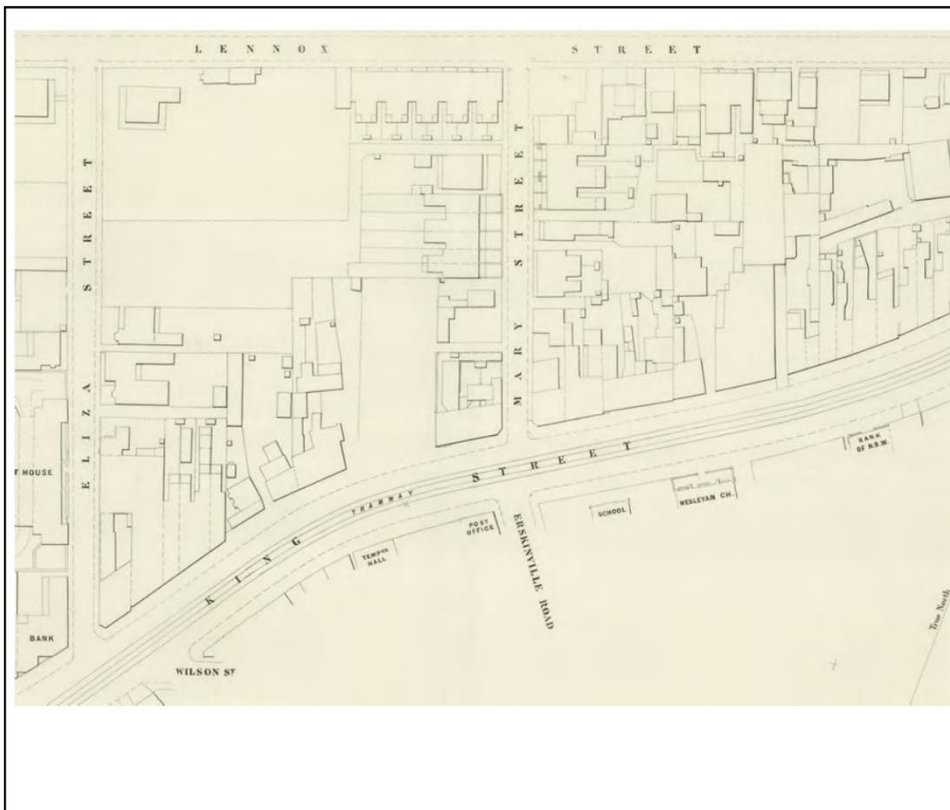 LENNOX STREET
ELIZA STREET
MARY STREET
T HOUSE
BANK
KING STREET
TRAMWAY
WILSON ST
TEMPCE
HALL
POST
OFFICE
ERSKINVILLE ROAD
SCHOOL
WESLEYAN CH.
BANK
OF N.S.W.
True North